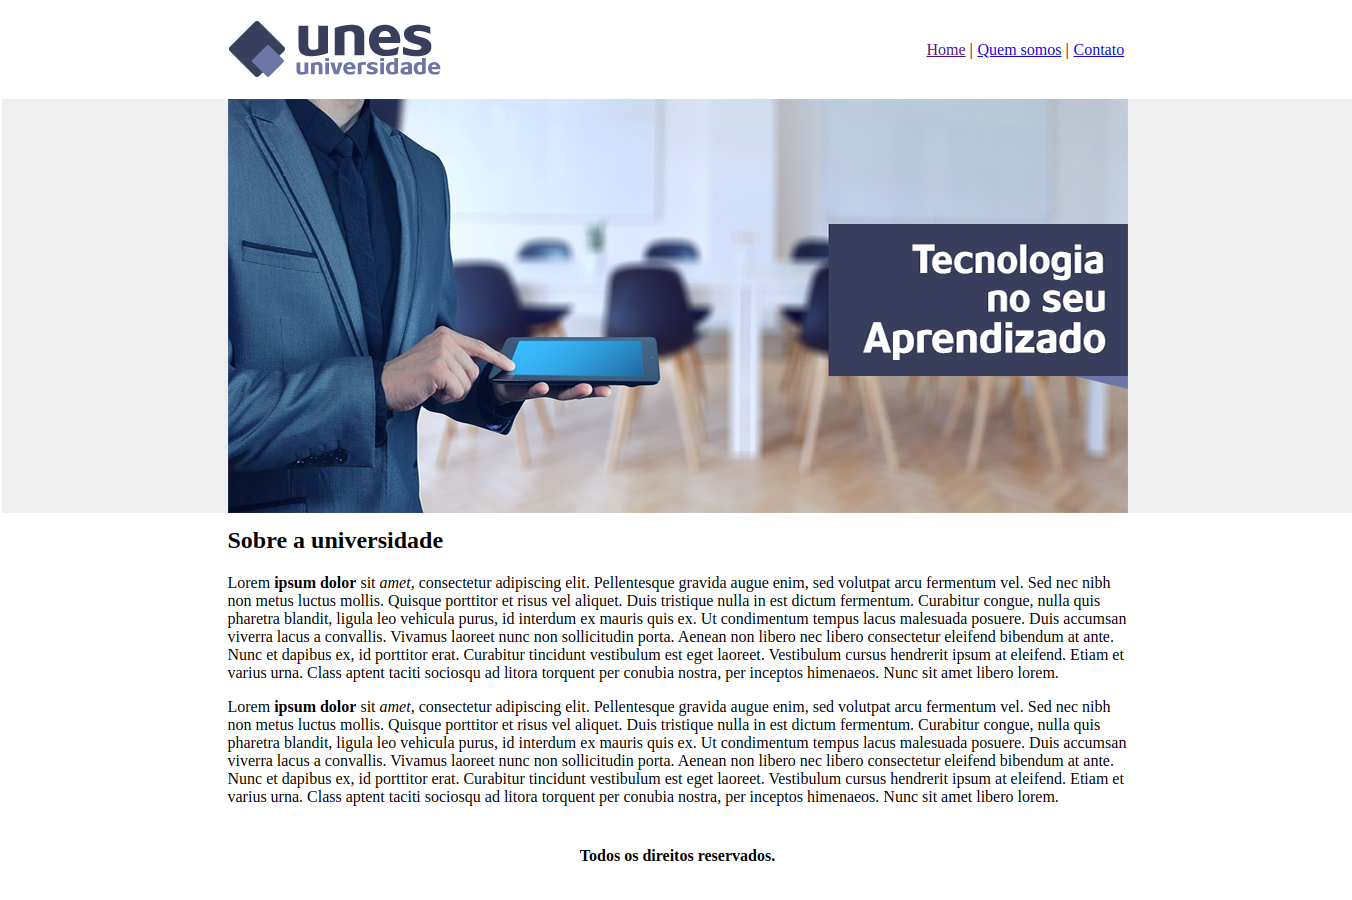 unes
universidade
Home | Quem somos | Contato
Tecnologia
no seu
Aprendizado
Sobre a universidade
Lorem ipsum dolor sit amet, consectetur adipiscing elit. Pellentesque gravida augue enim, sed volutpat arcu fermentum vel. Sed nec nibh
non metus luctus mollis. Quisque porttitor et risus vel aliquet. Duis tristique nulla in est dictum fermentum. Curabitur congue, nulla quis
pharetra blandit, ligula leo vehicula purus, id interdum ex mauris quis ex. Ut condimentum tempus lacus malesuada posuere. Duis accumsan
viverra lacus a convallis. Vivamus laoreet nunc non sollicitudin porta. Aenean non libero nec libero consectetur eleifend bibendum at ante.
Nunc et dapibus ex, id porttitor erat. Curabitur tincidunt vestibulum est eget laoreet. Vestibulum cursus hendrerit ipsum at eleifend. Etiam et
varius urna. Class aptent taciti sociosqu ad litora torquent per conubia nostra, per inceptos himenaeos. Nunc sit amet libero lorem.
Lorem ipsum dolor sit amet, consectetur adipiscing elit. Pellentesque gravida augue enim, sed volutpat arcu fermentum vel. Sed nec nibh
non metus luctus mollis. Quisque porttitor et risus vel aliquet. Duis tristique nulla in est dictum fermentum. Curabitur congue, nulla quis
pharetra blandit, ligula leo vehicula purus, id interdum ex mauris quis ex. Ut condimentum tempus lacus malesuada posuere. Duis accumsan
viverra lacus a convallis. Vivamus laoreet nunc non sollicitudin porta. Aenean non libero nec libero consectetur eleifend bibendum at ante.
Nunc et dapibus ex, id porttitor erat. Curabitur tincidunt vestibulum est eget laoreet. Vestibulum cursus hendrerit ipsum at eleifend. Etiam et
varius urna. Class aptent taciti sociosqu ad litora torquent per conubia nostra, per inceptos himenaeos. Nunc sit amet libero lorem.
Todos os direitos reservados.